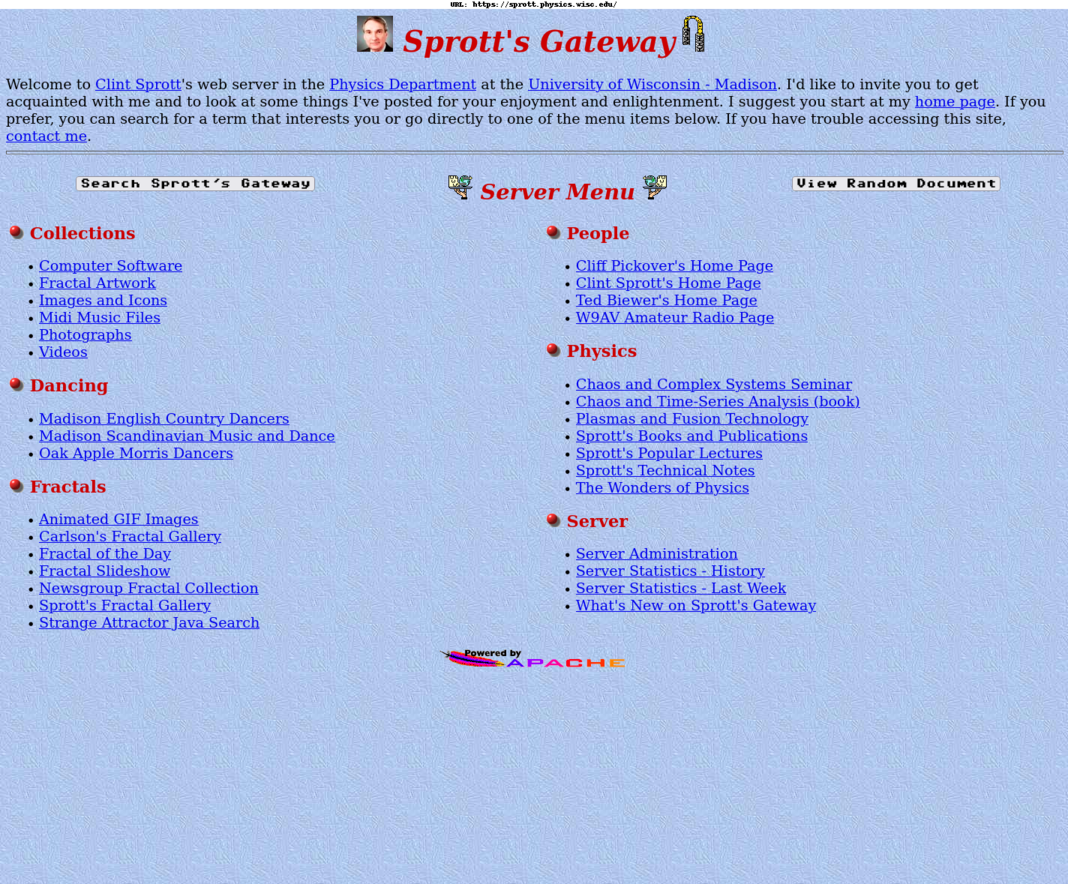 URL: https://sprott.physics.wisc.edu/
Sprott's Gateway
Welcome to Clint Sprott's web server in the Physics Department at the University of Wisconsin - Madison. I'd like to invite you to get
acquainted with me and to look at some things I've posted for your enjoyment and enlightenment. I suggest you start at my home page. If you
prefer, you can search for a term that interests you or go directly to one of the menu items below. If you have trouble accessing this site,
contact me.
Search Sprott's Gateway
Server Menu
View Random Document
Collections
Computer Software
Fractal Artwork
Images and Icons
Midi Music Files
Photographs
Videos
Dancing
Madison English Country Dancers
Madison Scandinavian Music and Dance
Oak Apple Morris Dancers
Fractals
Animated GIF Images
Carlson's Fractal Gallery
Fractal of the Day
Fractal Slideshow
Newsgroup Fractal Collection
Sprott's Fractal Gallery
Strange Attractor Java Search
People
Cliff Pickover's Home Page
Clint Sprott's Home Page
Ted Biewer's Home Page
W9AV Amateur Radio Page
Physics
Chaos and Complex Systems Seminar
Chaos and Time-Series Analysis (book)
Plasmas and Fusion Technology
Sprott's Books and Publications
Sprott's Popular Lectures
Sprott's Technical Notes
The Wonders of Physics
Server
Server Administration
Server Statistics - History
Server Statistics - Last Week
What's New on Sprott's Gateway
Powered by
APACHE